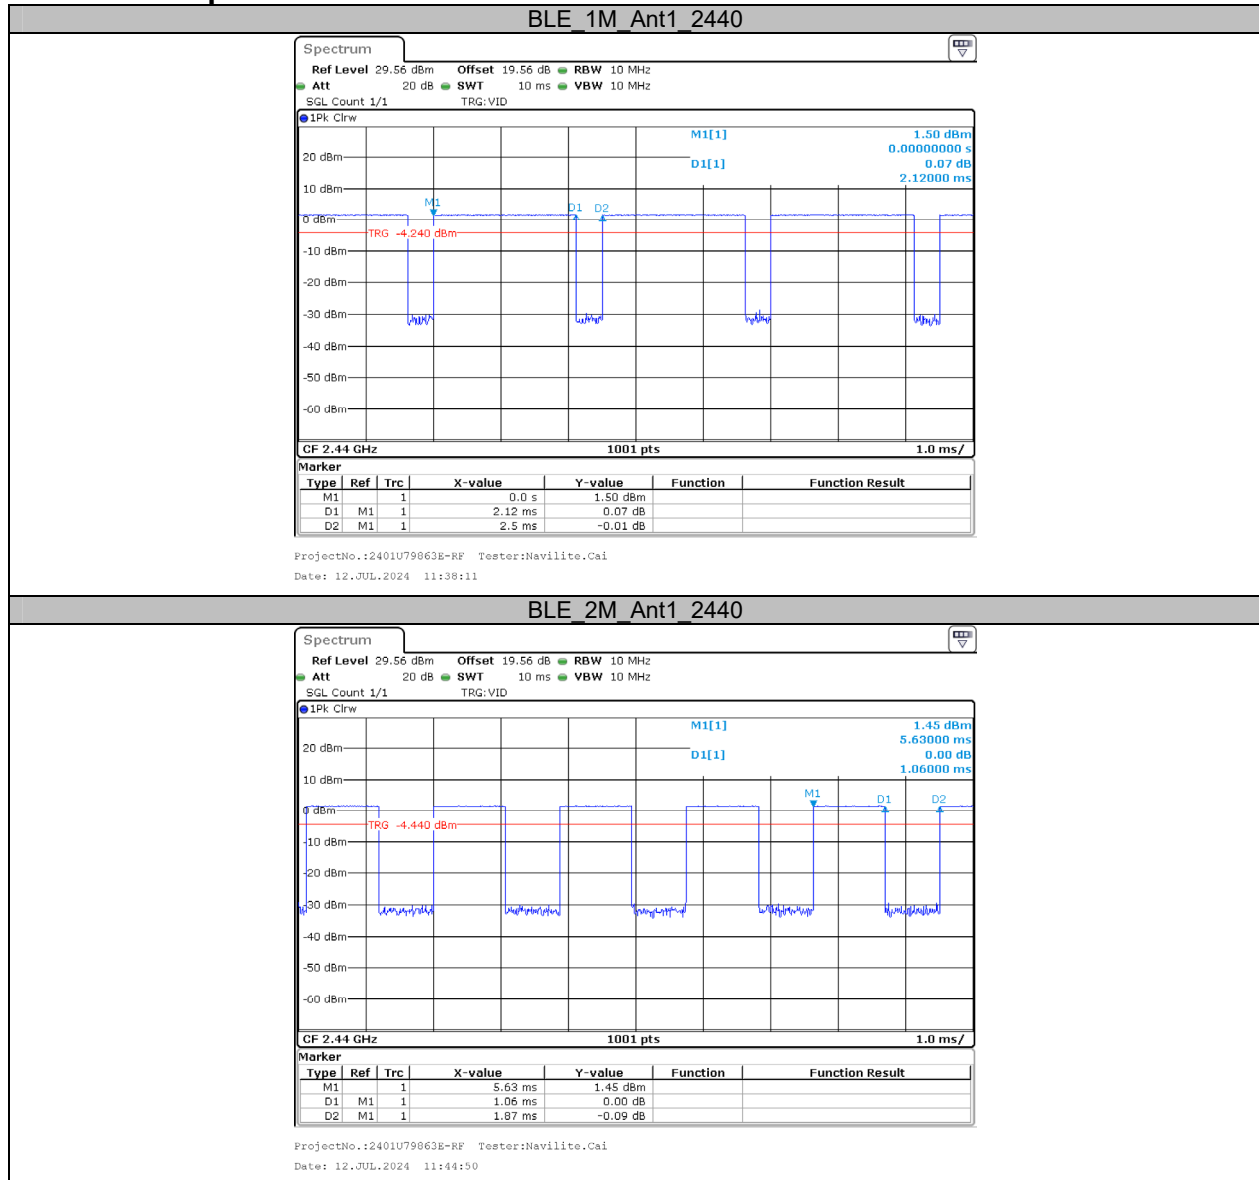 BLE_1M_Ant1_2440
Spectrum
Ref Level 29.56 dBm Offset 19.56 dB RBW 10 MHz
Att 20 dB SWT 10 ms VBW 10 MHz
SGL Count 1/1 TRG:VID
1Pk Clrw
M1[1] 1.50 dBm
0.00000000 s
20 dBm
D1[1] 0.07 dB
2.12000 ms
10 dBm
M1 D1 D2
0 dBm
TRG -4.240 dBm
-10 dBm
-20 dBm
-30 dBm
-40 dBm
-50 dBm
-60 dBm
CF 2.44 GHz 1001 pts 1.0 ms/
Marker
Type Ref Trc X-value Y-value Function Function Result
M1 1 0.0 s 1.50 dBm
D1 M1 1 2.12 ms 0.07 dB
D2 M1 1 2.5 ms -0.01 dB
ProjectNo.:2401U79863E-RF Tester:Navilite.Cai
Date: 12.JUL.2024 11:38:11
BLE_2M_Ant1_2440
Spectrum
Ref Level 29.56 dBm Offset 19.56 dB RBW 10 MHz
Att 20 dB SWT 10 ms VBW 10 MHz
SGL Count 1/1 TRG:VID
1Pk Clrw
M1[1] 1.45 dBm
5.63000 ms
20 dBm
D1[1] 0.00 dB
1.06000 ms
10 dBm
M1 D1 D2
0 dBm
TRG -4.440 dBm
-10 dBm
-20 dBm
-30 dBm
-40 dBm
-50 dBm
-60 dBm
CF 2.44 GHz 1001 pts 1.0 ms/
Marker
Type Ref Trc X-value Y-value Function Function Result
M1 1 5.63 ms 1.45 dBm
D1 M1 1 1.06 ms 0.00 dB
D2 M1 1 1.87 ms -0.09 dB
ProjectNo.:2401U79863E-RF Tester:Navilite.Cai
Date: 12.JUL.2024 11:44:50